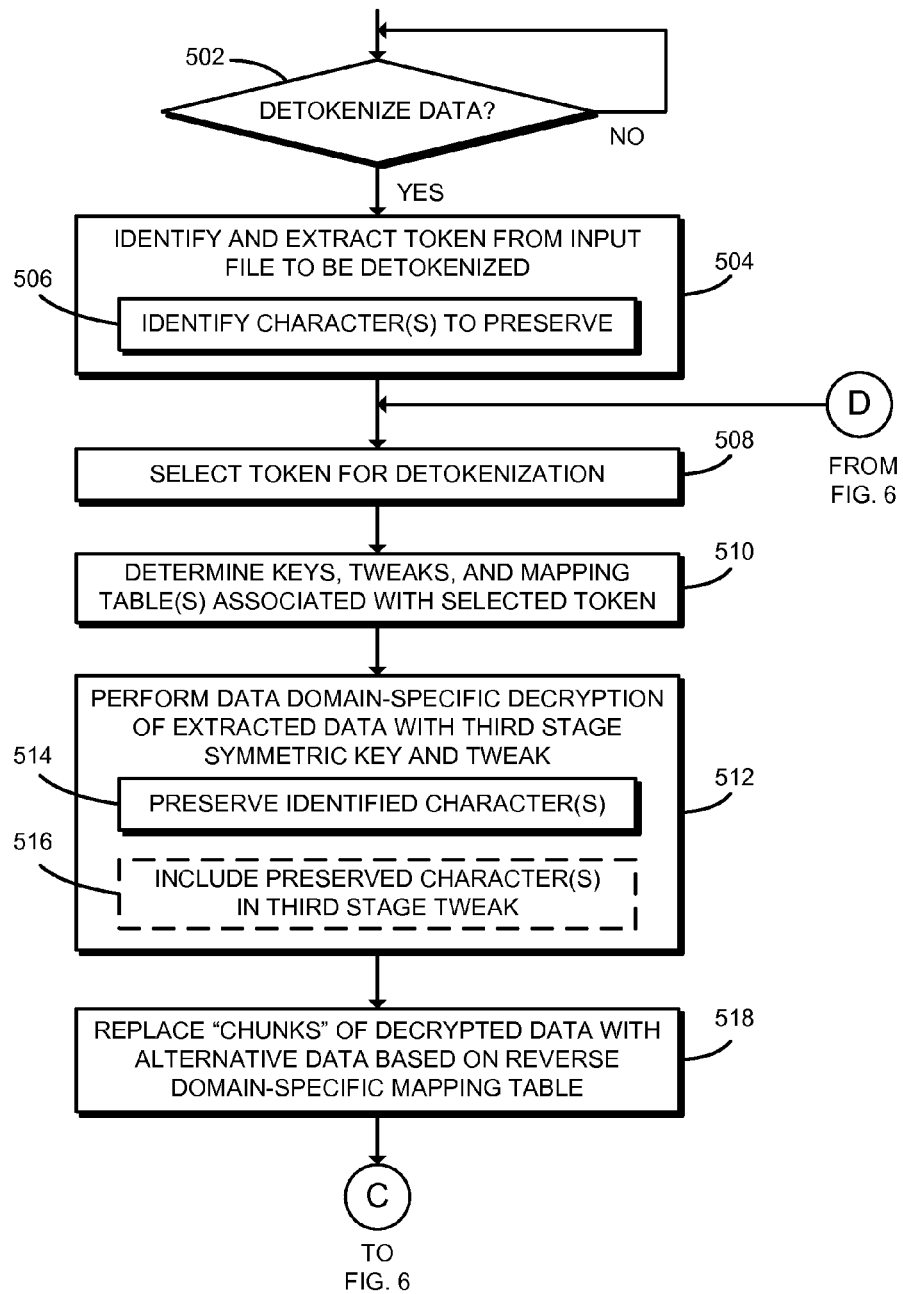 502
DETOKENIZE DATA?
NO
YES
IDENTIFY AND EXTRACT TOKEN FROM INPUT
FILE TO BE DETOKENIZED
504
506
IDENTIFY CHARACTER(S) TO PRESERVE
D
FROM
FIG. 6
508
SELECT TOKEN FOR DETOKENIZATION
510
DETERMINE KEYS, TWEAKS, AND MAPPING
TABLE(S) ASSOCIATED WITH SELECTED TOKEN
PERFORM DATA DOMAIN-SPECIFIC DECRYPTION
OF EXTRACTED DATA WITH THIRD STAGE
SYMMETRIC KEY AND TWEAK
512
514
PRESERVE IDENTIFIED CHARACTER(S)
516
INCLUDE PRESERVED CHARACTER(S)
IN THIRD STAGE TWEAK
518
REPLACE “CHUNKS” OF DECRYPTED DATA WITH
ALTERNATIVE DATA BASED ON REVERSE
DOMAIN-SPECIFIC MAPPING TABLE
C
TO
FIG. 6